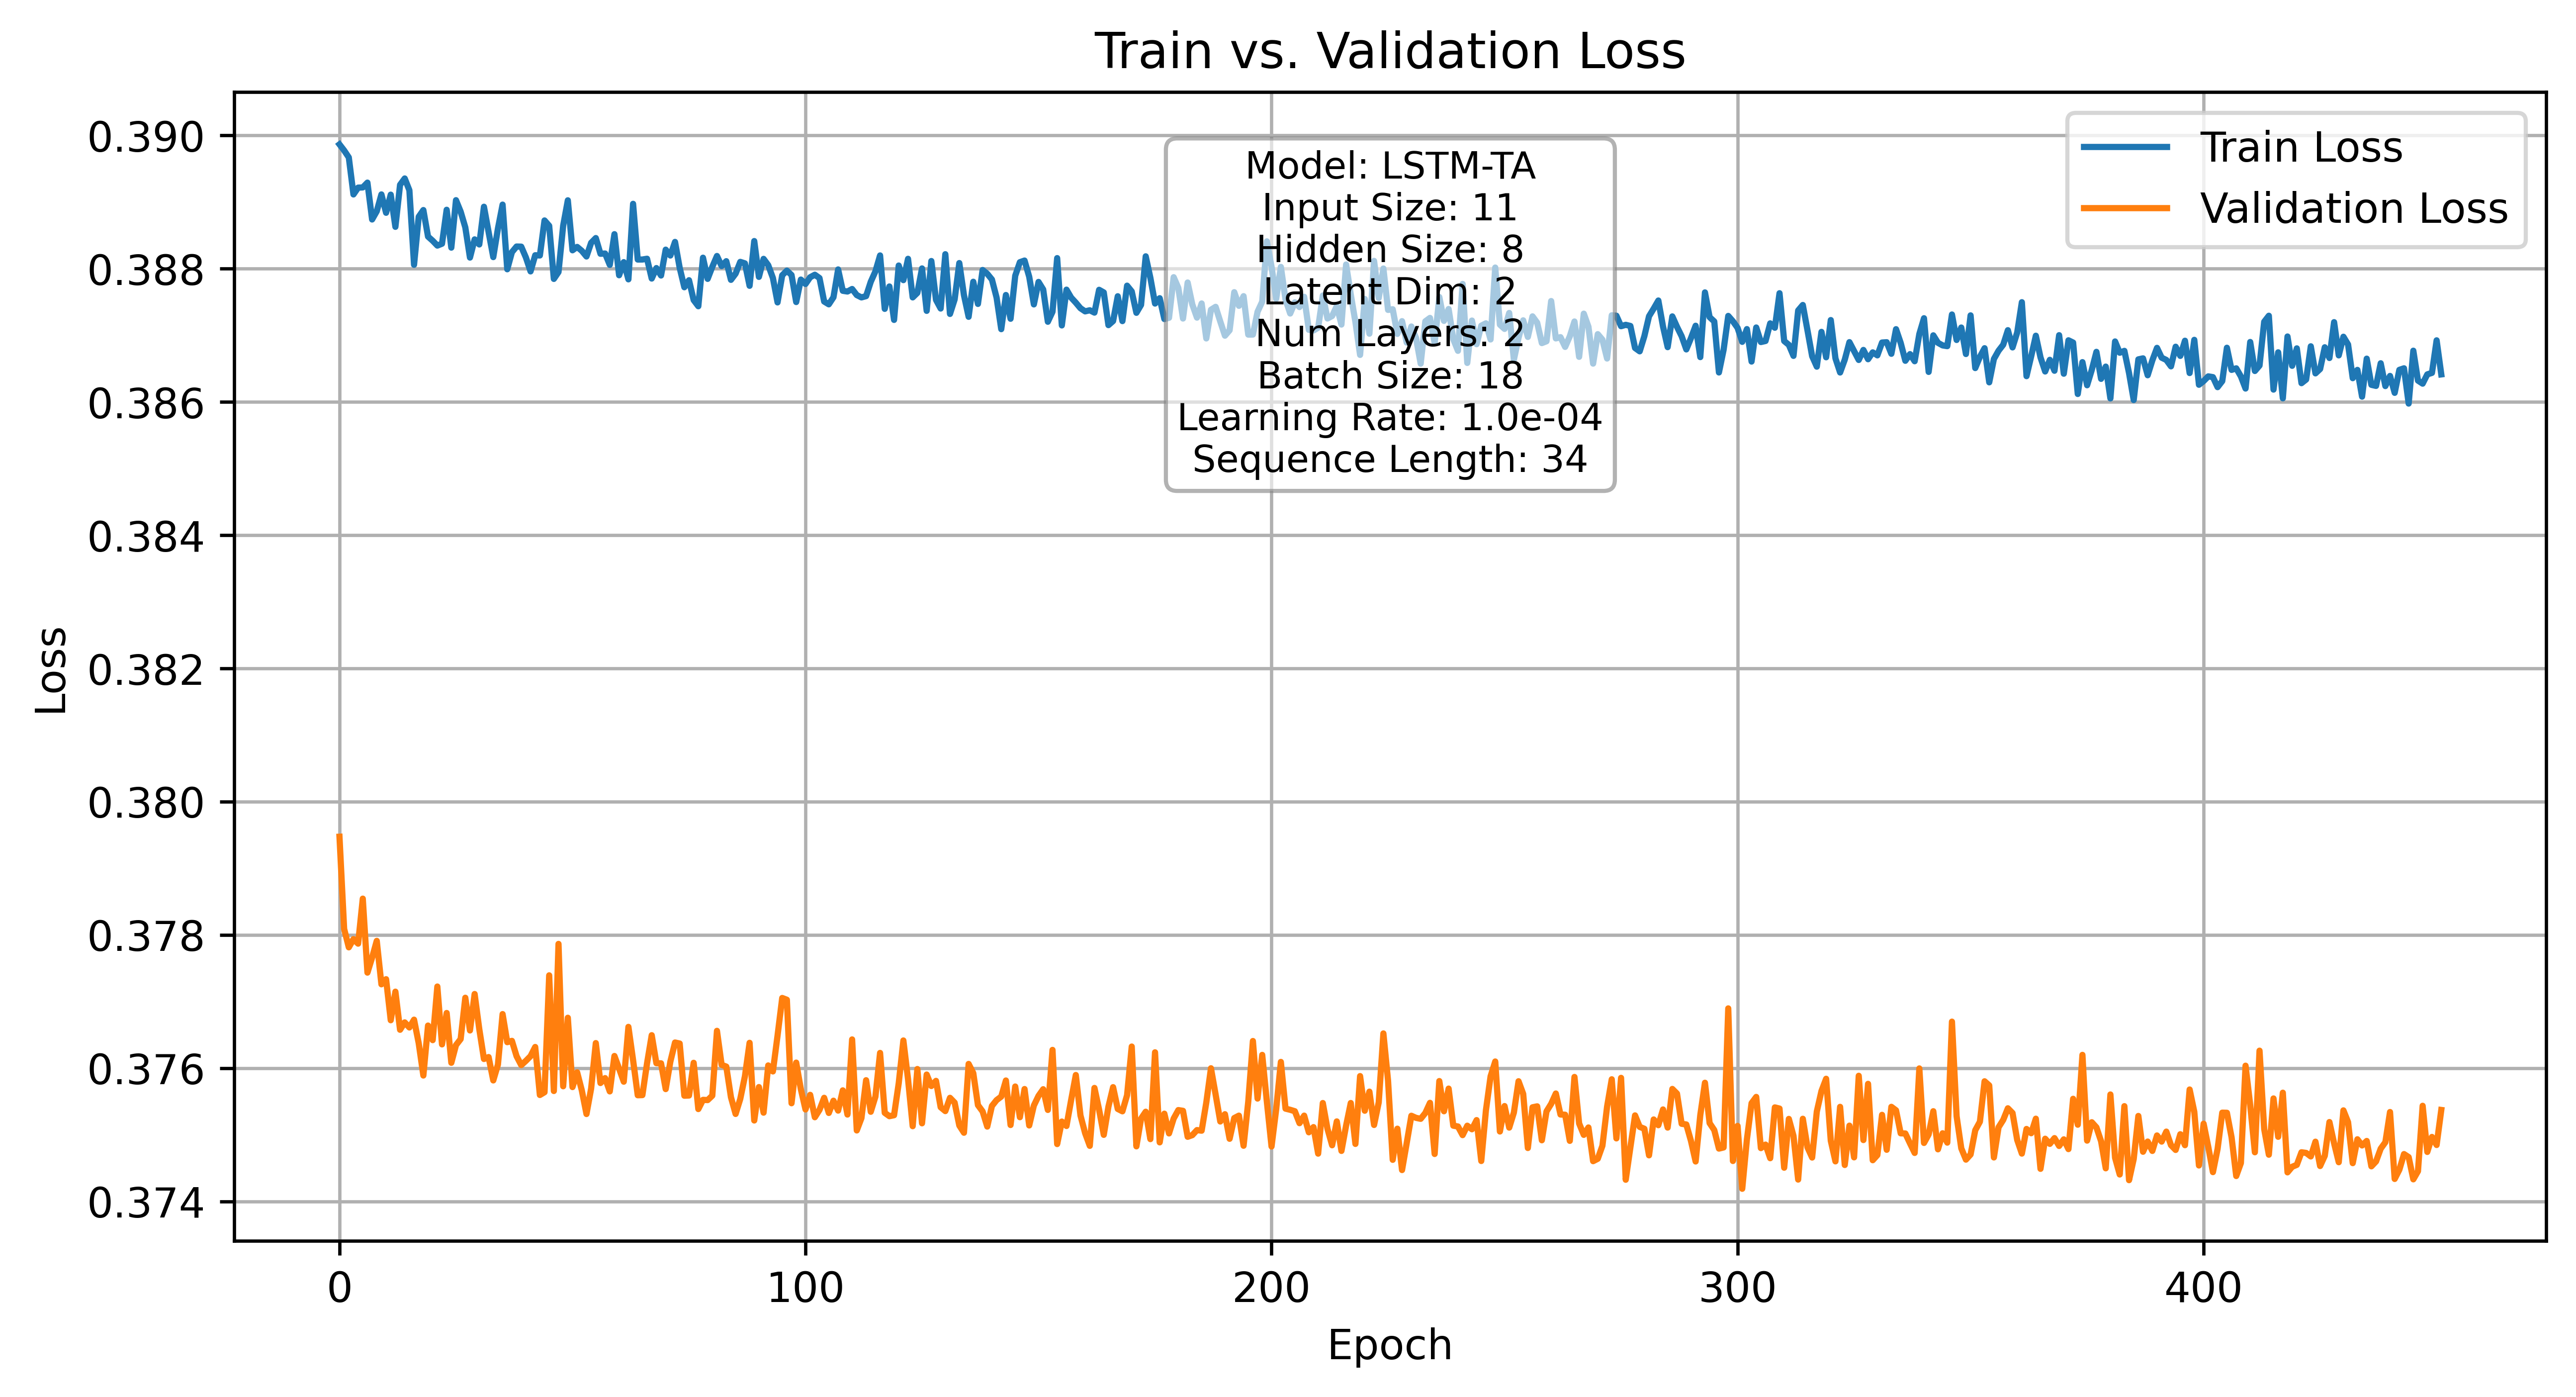 Train vs. Validation Loss
0.390
0.388
0.386
0.384
0.382
0.380
0.378
0.376
0.374
Loss
Model: LSTM-TA
Input Size: 11
Hidden Size: 8
Latent Dim: 2
Num Layers: 2
Batch Size: 18
Learning Rate: 1.0e-04
Sequence Length: 34
Train Loss
Validation Loss
0 100 200 300 400
Epoch